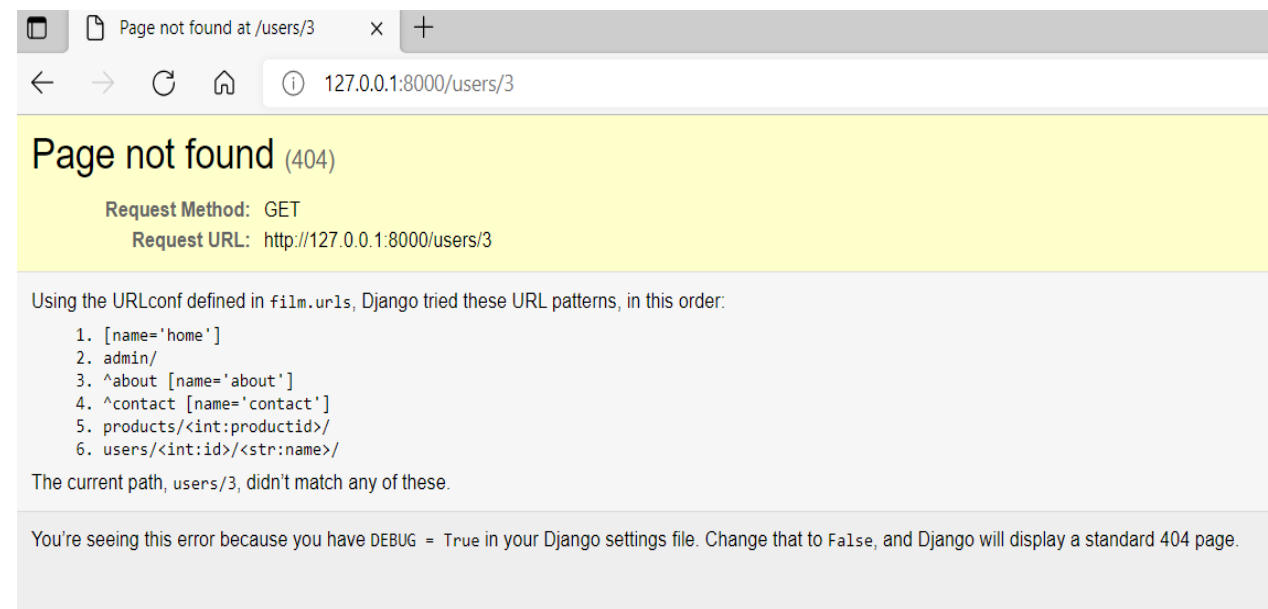 Page not found at /users/3
127.0.0.1:8000/users/3
Page not found (404)
Request Method: GET
Request URL: http://127.0.0.1:8000/users/3
Using the URLconf defined in film.urls, Django tried these URL patterns, in this order:
1. [name='home']
2. admin/
3. ^about [name='about']
4. ^contact [name='contact']
5. products/<int:productid>/
6. users/<int:id>/<str:name>/
The current path, users/3, didn't match any of these.
You're seeing this error because you have DEBUG = True in your Django settings file. Change that to False, and Django will display a standard 404 page.